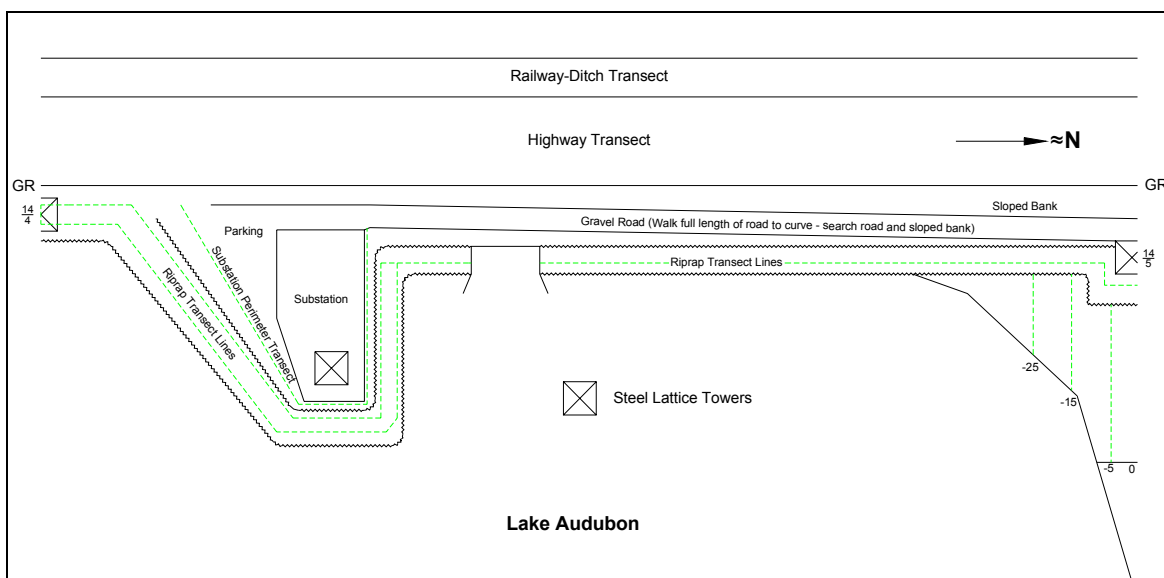 Railway-Ditch Transect
Highway Transect
≈N
GR
GR
14
4
Sloped Bank
Parking
Gravel Road (Walk full length of road to curve - search road and sloped bank)
14
5
Riprap Transect Lines
Substation Perimeter Transect
Riprap Transect Lines
Substation
-25
Steel Lattice Towers
-15
-5
0
Lake Audubon